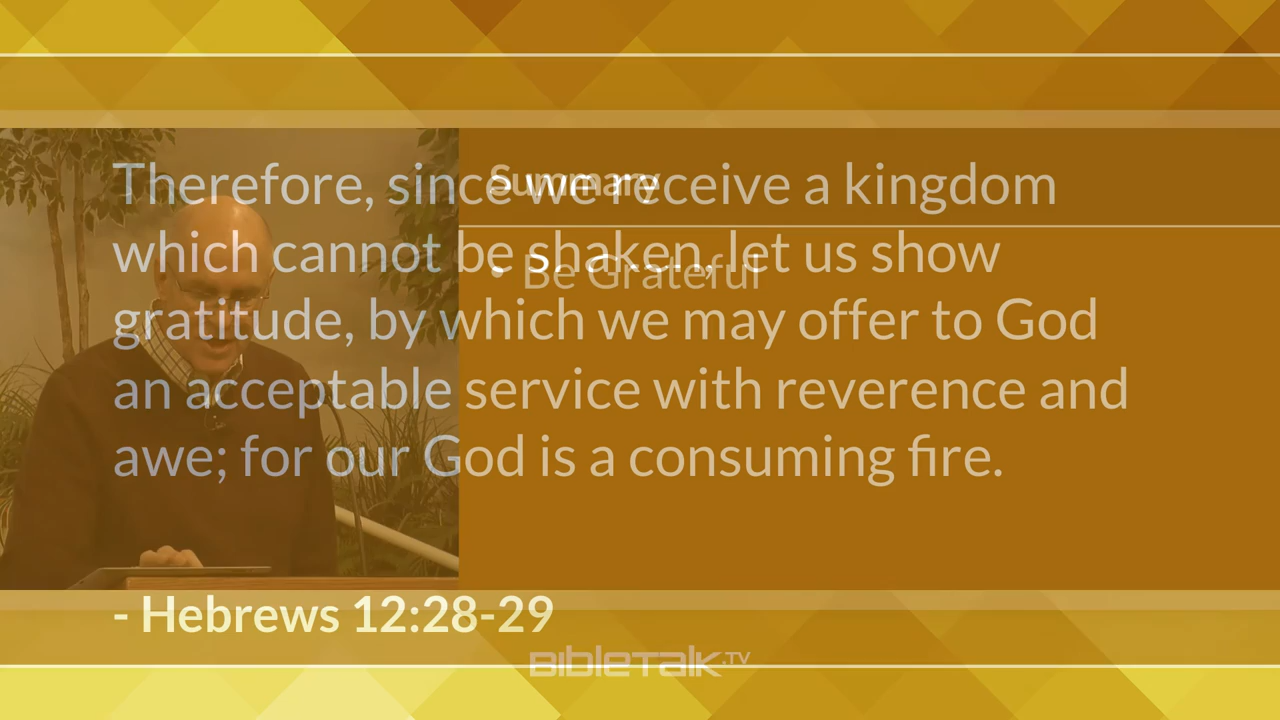 Summary
• Be Grateful
Therefore, since we receive a kingdom
which cannot be shaken, let us show
gratitude, by which we may offer to God
an acceptable service with reverence and
awe; for our God is a consuming fire.
- Hebrews 12:28-29
BIBLETALK.TV